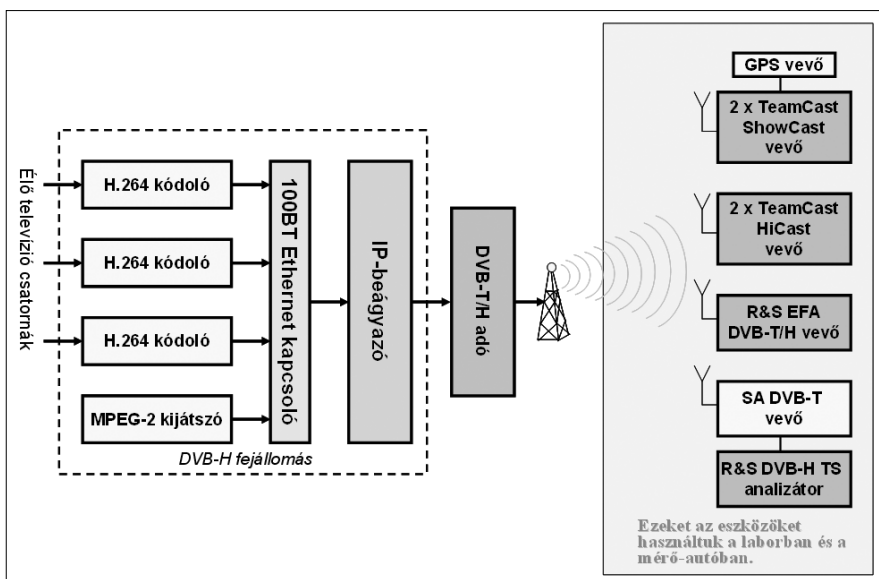 Élő televízió csatornák
H.264 kódoló
H.264 kódoló
H.264 kódoló
MPEG-2 kijátszó
100BT Ethernet kapcsoló
IP-beágyazó
DVB-H fejállomás
DVB-T/H adó
GPS vevő
2 x TeamCast
ShowCast
vevő
2 x TeamCast
HiCast
vevő
R&S EFA
DVB-T/H vevő
SA DVB-T
vevő
R&S DVB-H TS
analizátor
Ezeket az eszközöket
használtuk a laborban és a
mérő-autóban.